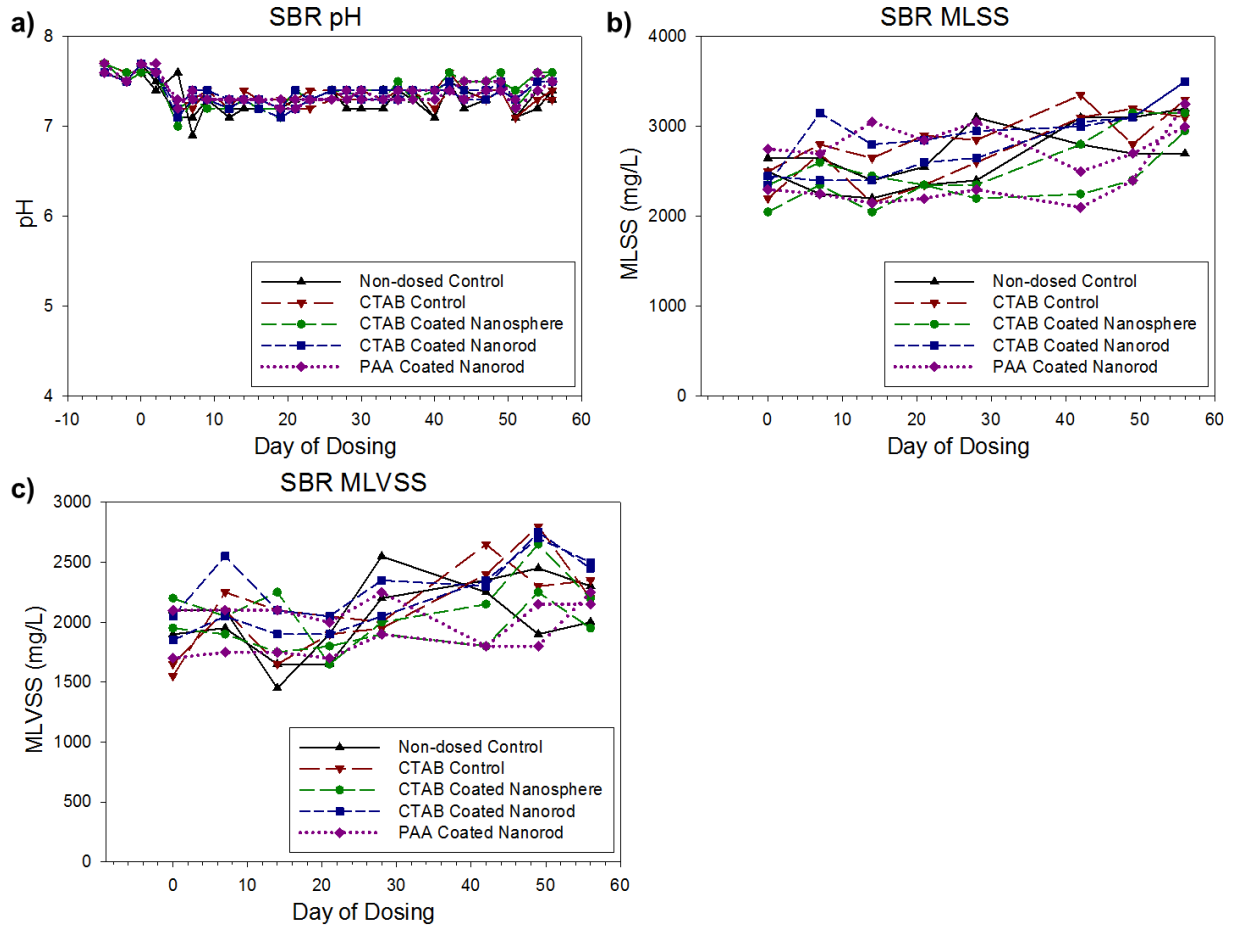 a)
SBR pH
8
7
6
5
4
pH
-10 0 10 20 30 40 50 60
Day of Dosing
Non-dosed Control
CTAB Control
CTAB Coated Nanosphere
CTAB Coated Nanorod
PAA Coated Nanorod
b)
SBR MLSS
4000
3000
2000
1000
0
MLSS (mg/L)
0 10 20 30 40 50 60
Day of Dosing
Non-dosed Control
CTAB Control
CTAB Coated Nanosphere
CTAB Coated Nanorod
PAA Coated Nanorod
c)
SBR MLVSS
3000
2500
2000
1500
1000
500
0
MLVSS (mg/L)
0 10 20 30 40 50 60
Day of Dosing
Non-dosed Control
CTAB Control
CTAB Coated Nanosphere
CTAB Coated Nanorod
PAA Coated Nanorod